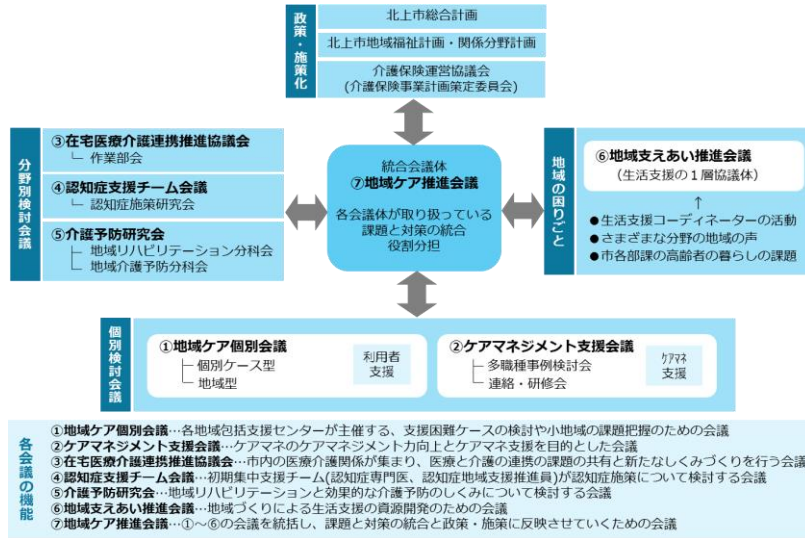 政策・施策化
北上市総合計画
北上市地域福祉計画・関係分野計画
介護保険運営協議会
(介護保険事業計画策定委員会)
分野別検討会議
③在宅医療介護連携推進協議会
作業部会
④認知症支援チーム会議
認知症施策研究会
⑤介護予防研究会
地域リハビリテーション分科会
地域介護予防分科会
統合会議体
⑦地域ケア推進会議
各会議体が取り扱っている
課題と対策の統合
役割分担
地域の困りごと
⑥地域支えあい推進会議
(生活支援の１層協議体)
↑
●生活支援コーディネーターの活動
●さまざまな分野の地域の声
●市各部課の高齢者の暮らしの課題
個別検討会議
①地域ケア個別会議
個別ケース型
地域型
利用者
支援
②ケアマネジメント支援会議
多職種事例検討会
連絡・研修会
ｹｱﾏﾈ
支援
各会議の機能
①地域ケア個別会議…各地域包括支援センターが主催する、支援困難ケースの検討や小地域の課題把握のための会議
②ケアマネジメント支援会議…ケアマネのケアマネジメント力向上とケアマネ支援を目的とした会議
③在宅医療介護連携推進協議会…市内の医療介護関係が集まり、医療と介護の連携の課題の共有と新たなしくみづくりを行う会議
④認知症支援チーム会議…初期集中支援チーム(認知症専門医、認知症地域支援推進員)が認知症施策について検討する会議
⑤介護予防研究会…地域リハビリテーションと効果的な介護予防のしくみについて検討する会議
⑥地域支えあい推進会議…地域づくりによる生活支援の資源開発のための会議
⑦地域ケア推進会議…①～⑥の会議を統括し、課題と対策の統合と政策・施策に反映させていくための会議